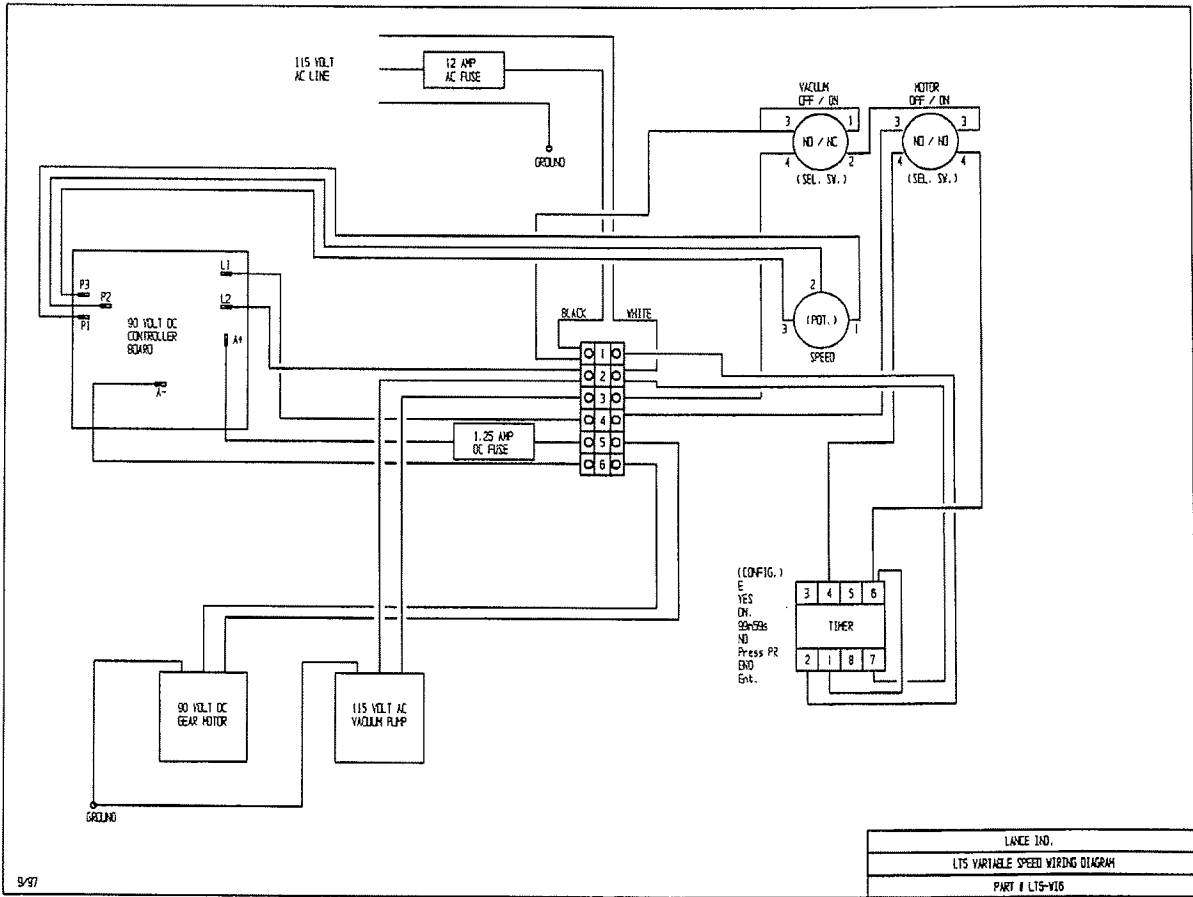 115 VOLT
AC LINE
12 AMP
AC FUSE
GROUND
VACUUM
OFF / ON
3
1
NO / NC
4
2
(SEL. SW.)
MOTOR
OFF / ON
3
3
NO / NO
4
4
(SEL. SW.)
P3
P2
P1
L1
L2
A+
A-
90 VOLT DC
CONTROLLER
BOARD
2
(POT.)
3
1
SPEED
BLACK
WHITE
1
2
3
4
5
6
1.25 AMP
DC FUSE
(CONFIG.)
E
YES
ON.
99m59s
NO
Press P2
END
Ent.
3 4 5 6
TIMER
2 1 8 7
90 VOLT DC
GEAR MOTOR
115 VOLT AC
VACUUM PUMP
GROUND
9/97
LANCE IND.
LTS VARIABLE SPEED WIRING DIAGRAM
PART # LTS-WI6